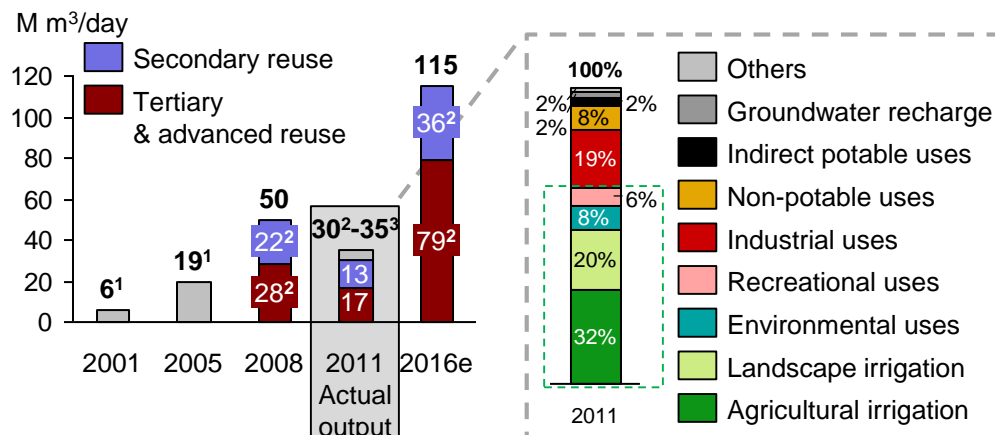 M m³/day
Secondary reuse
Tertiary
& advanced reuse
120
100
80
60
40
20
0
6¹
19¹
50
22²
28²
30²-35³
13
17
115
36²
79²
2001
2005
2008
2011
Actual
output
2016e
100%
2%
2%
2%
8%
19%
6%
8%
20%
32%
2011
Others
Groundwater recharge
Indirect potable uses
Non-potable uses
Industrial uses
Recreational uses
Environmental uses
Landscape irrigation
Agricultural irrigation